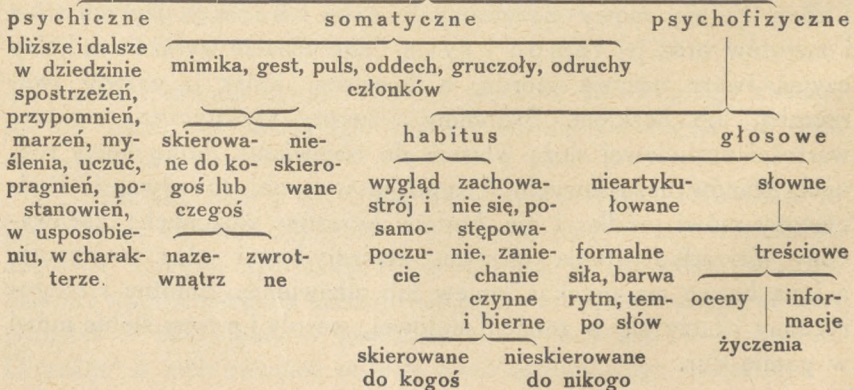 psychiczne
bliższe i dalsze
w dziedzinie
spostrzeżeń,
przypomnień,
marzeń, my-
ślenia, uczuć,
pragnień, po-
stanowień,
w usposobie-
niu, w charak-
terze.
somatyczne
mimika, gest, puls, oddech, gruczoły, odruchy
członków
skierowa-
ne do ko-
goś lub
czegoś
nie-
skiero-
wane
naze-
wnątrz
zwrot-
ne
psychofizyczne
habitus
wygląd
strój i
samo-
poczu-
cie
zachowa-
nie się, po-
stępowa-
nie, zanie-
chanie
czynne
i bierne
skierowane
do kogoś
nieskierowane
do nikogo
głosowe
nieartyku-
łowane
słowne
formalne
siła, barwa
rytm, tem-
po słów
treściowe
oceny
życzenia
infor-
macje